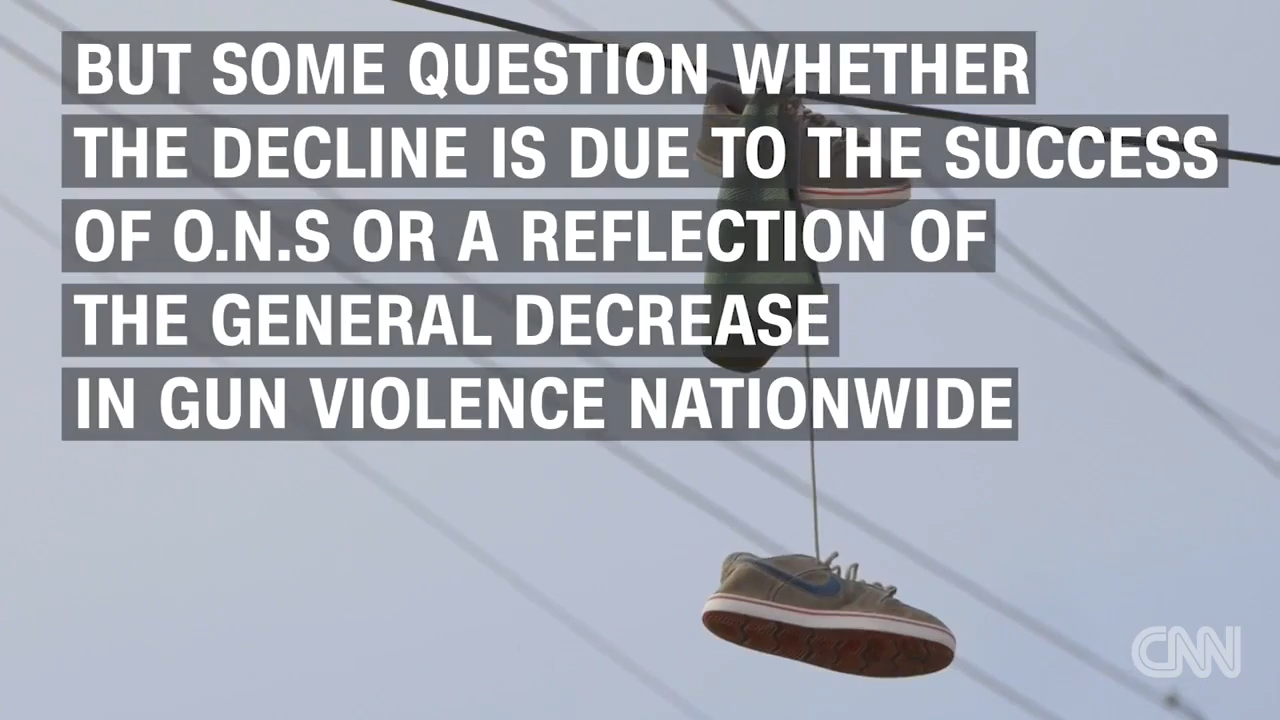 BUT SOME QUESTION WHETHER
THE DECLINE IS DUE TO THE SUCCESS
OF O.N.S OR A REFLECTION OF
THE GENERAL DECREASE
IN GUN VIOLENCE NATIONWIDE
CNN